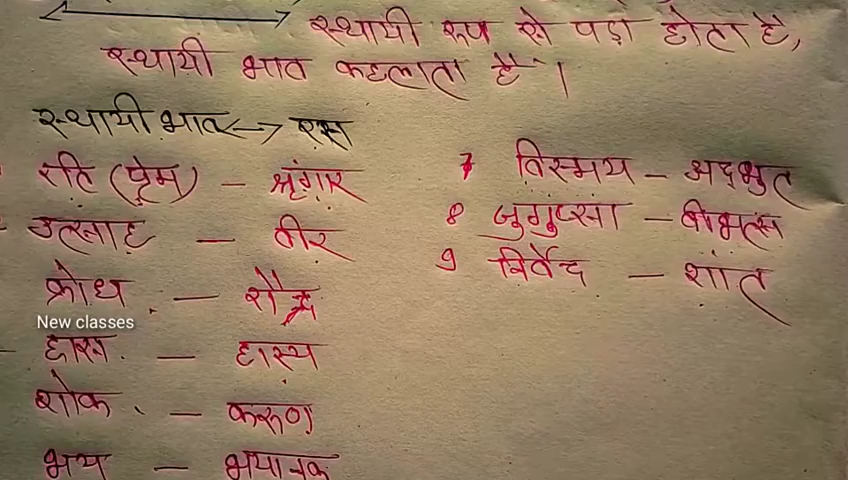 स्थायी रूप से पड़ा होता है,
स्थायी भाव कहलाता है।
स्थायी भाव → रस
रति (प्रेम) – श्रृंगार
उत्साह – वीर
क्रोध – रौद्र
New classes
हास – हास्य
शोक – करुण
भय – भयानक
7 विस्मय – अद्भुत
8 जुगुप्सा – वीभत्स
9 निर्वेद – शांत